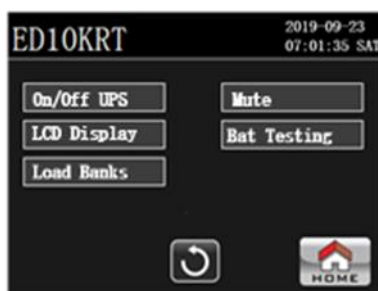 ED10KRT
2019-09-23
07:01:35 SAT
On/Off UPS
Mute
LCD Display
Bat Testing
Load Banks
HOME